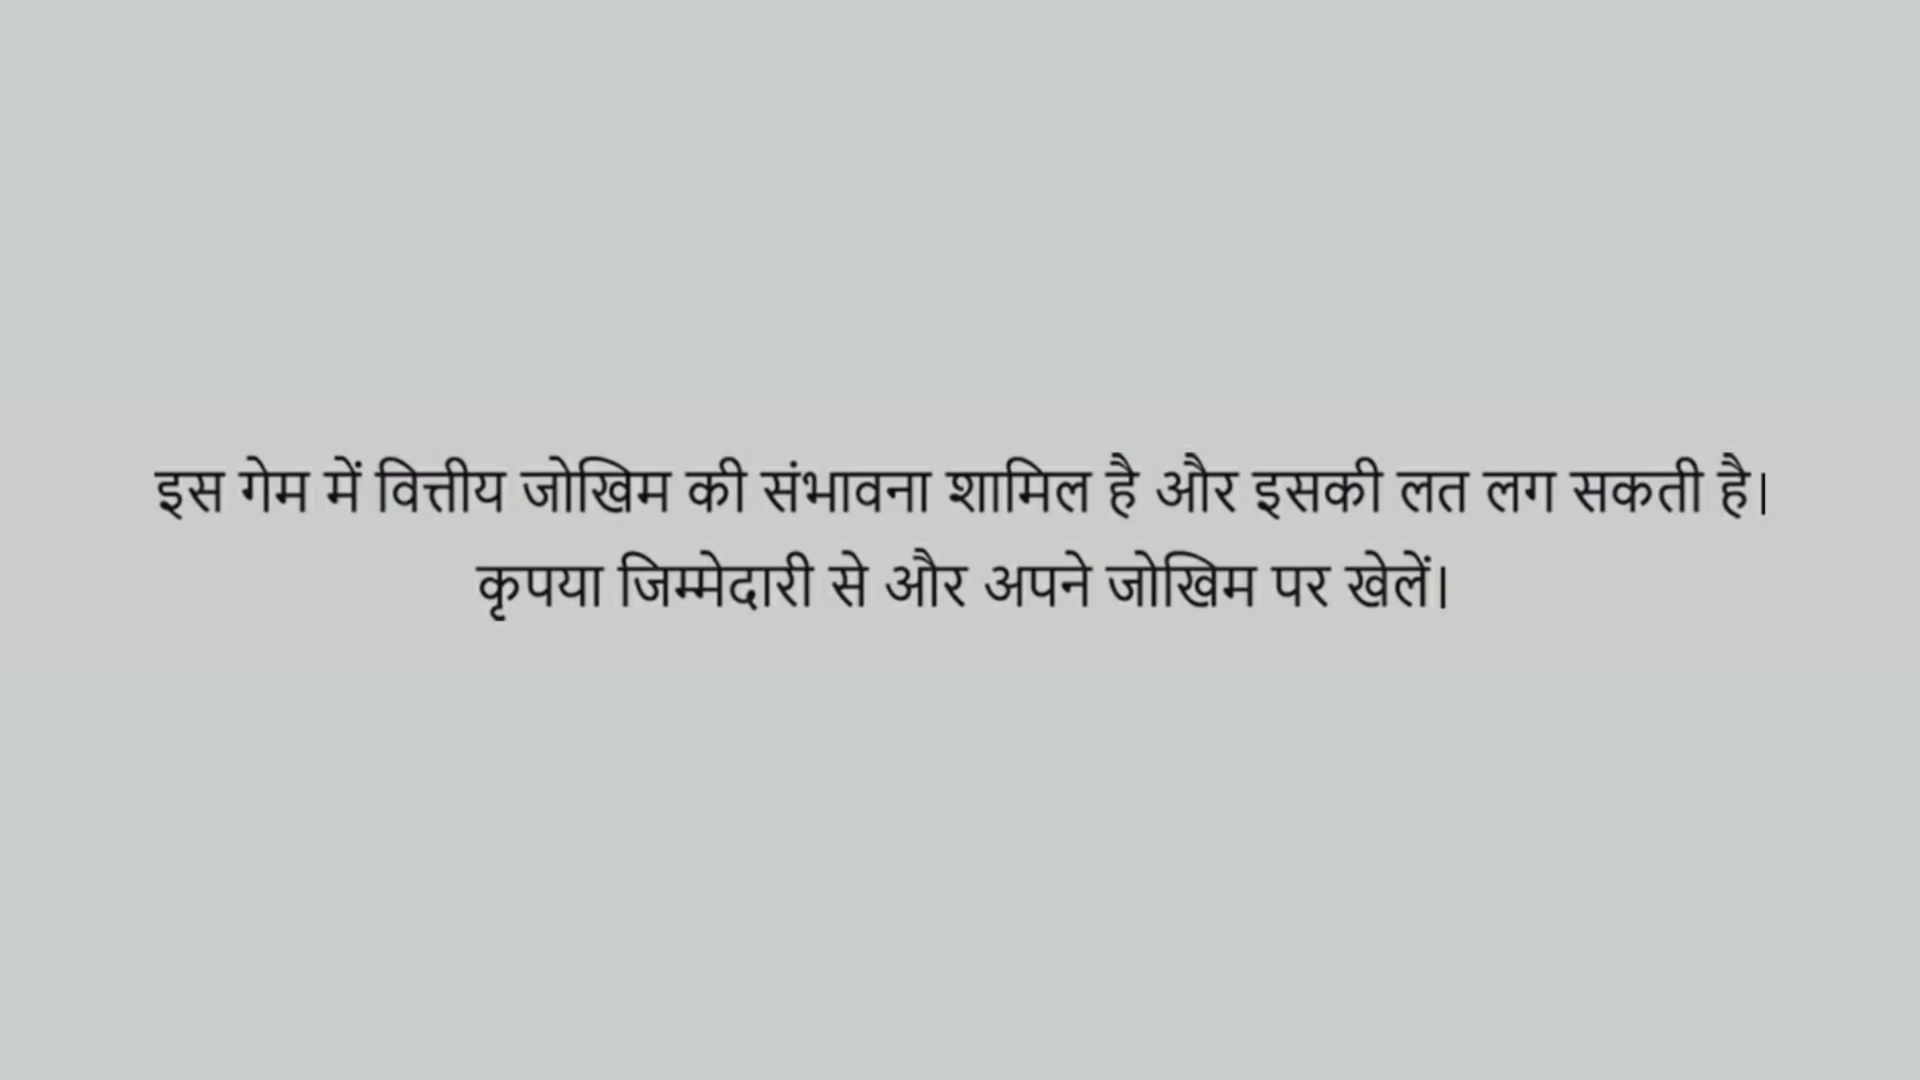 इस गेम में वित्तीय जोखिम की संभावना शामिल है और इसकी लत लग सकती है।
कृपया जिम्मेदारी से और अपने जोखिम पर खेलें।